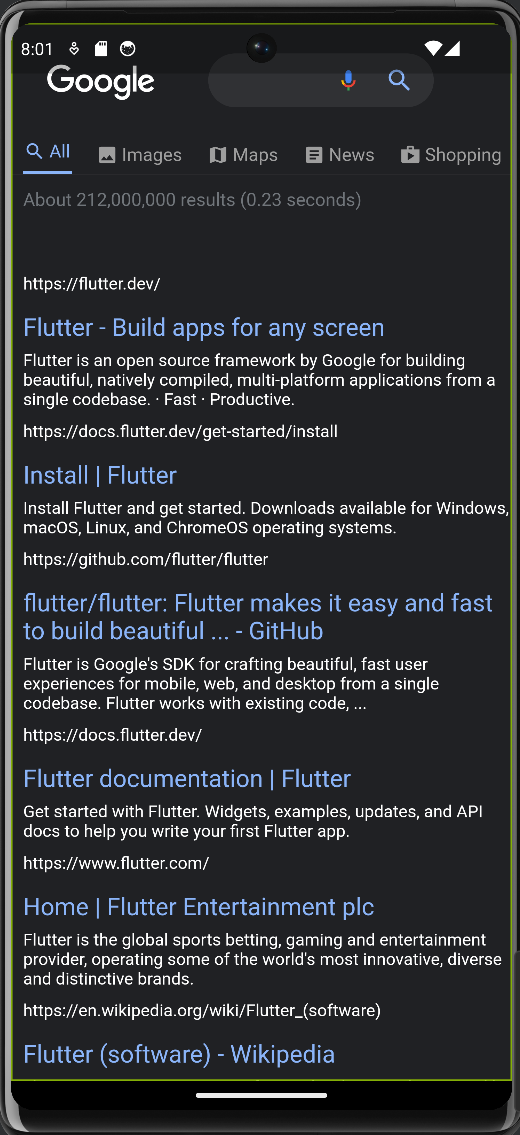 8:01
Google
All Images Maps News Shopping
About 212,000,000 results (0.23 seconds)
https://flutter.dev/
Flutter - Build apps for any screen
Flutter is an open source framework by Google for building
beautiful, natively compiled, multi-platform applications from a
single codebase. · Fast · Productive.
https://docs.flutter.dev/get-started/install
Install | Flutter
Install Flutter and get started. Downloads available for Windows,
macOS, Linux, and ChromeOS operating systems.
https://github.com/flutter/flutter
flutter/flutter: Flutter makes it easy and fast
to build beautiful ... - GitHub
Flutter is Google's SDK for crafting beautiful, fast user
experiences for mobile, web, and desktop from a single
codebase. Flutter works with existing code, ...
https://docs.flutter.dev/
Flutter documentation | Flutter
Get started with Flutter. Widgets, examples, updates, and API
docs to help you write your first Flutter app.
https://www.flutter.com/
Home | Flutter Entertainment plc
Flutter is the global sports betting, gaming and entertainment
provider, operating some of the world's most innovative, diverse
and distinctive brands.
https://en.wikipedia.org/wiki/Flutter_(software)
Flutter (software) - Wikipedia